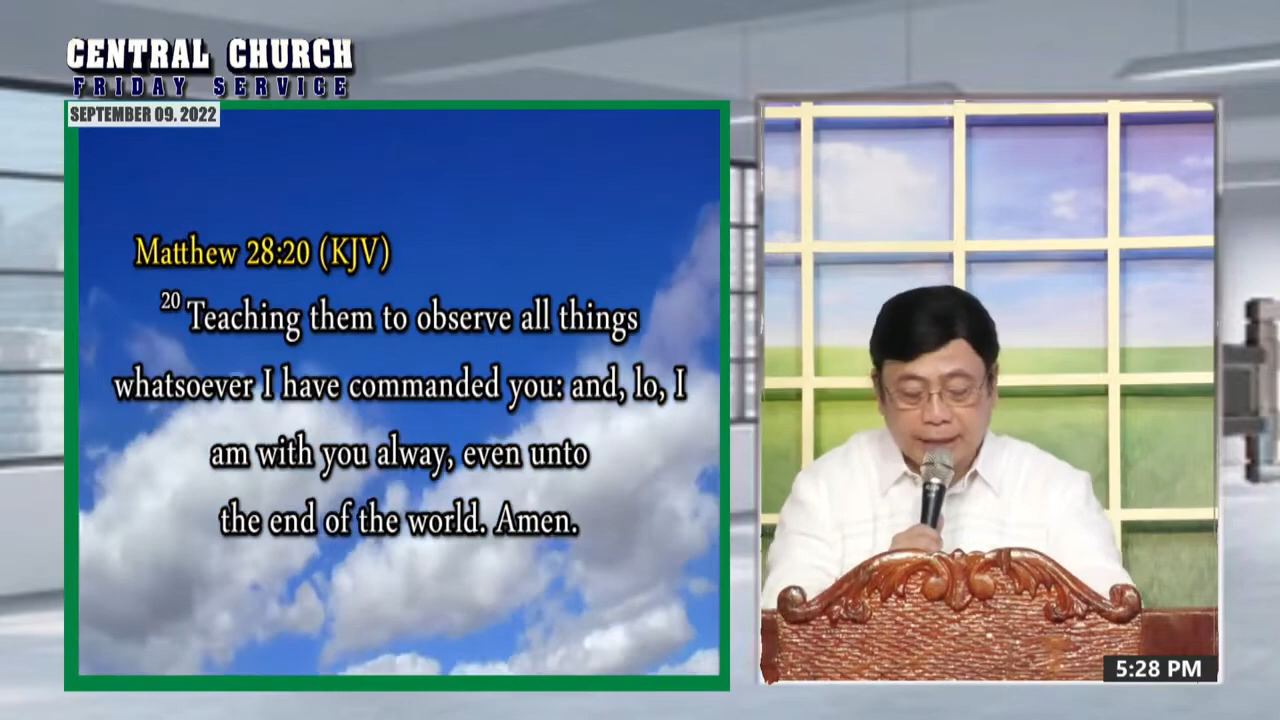 CENTRAL CHURCH
FRIDAY SERVICE
SEPTEMBER 09. 2022
Matthew 28:20 (KJV)
20 Teaching them to observe all things
whatsoever I have commanded you: and, lo, I
am with you alway, even unto
the end of the world. Amen.
5:28 PM